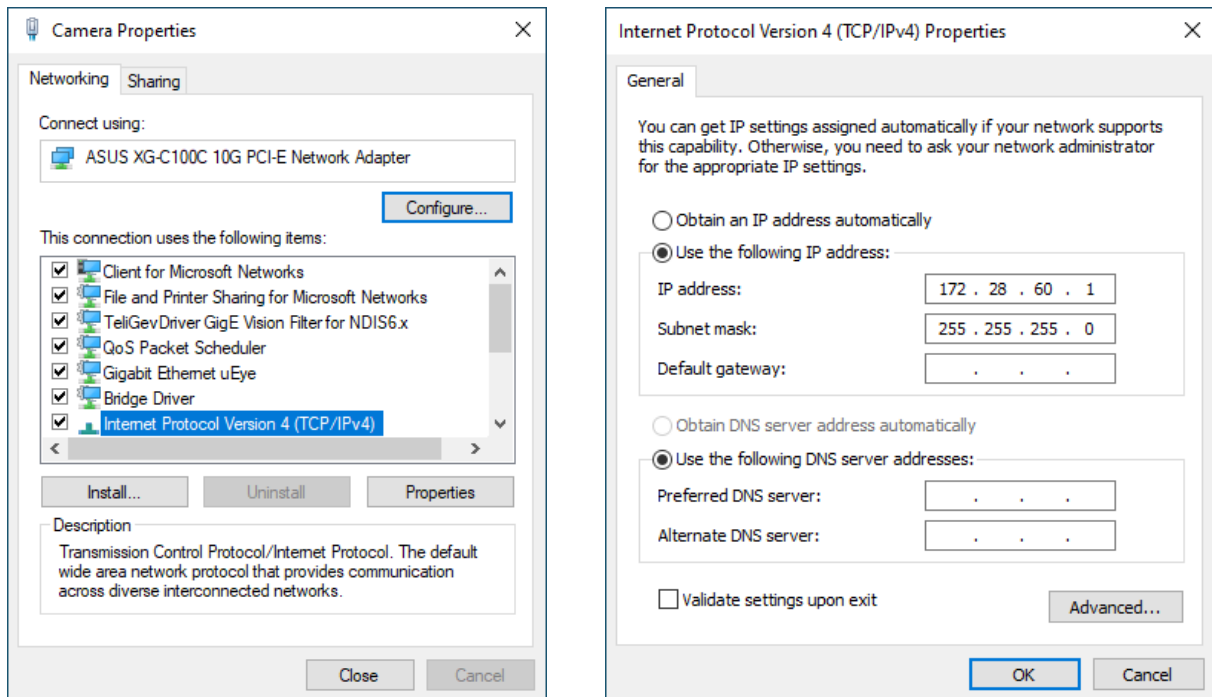 Camera Properties
Networking
Sharing
Connect using:
ASUS XG-C100C 10G PCI-E Network Adapter
Configure...
This connection uses the following items:
Client for Microsoft Networks
File and Printer Sharing for Microsoft Networks
TeliGevDriver GigE Vision Filter for NDIS6.x
QoS Packet Scheduler
Gigabit Ethernet uEye
Bridge Driver
Internet Protocol Version 4 (TCP/IPv4)
Install...
Uninstall
Properties
Description
Transmission Control Protocol/Internet Protocol. The default
wide area network protocol that provides communication
across diverse interconnected networks.
Close
Cancel
Internet Protocol Version 4 (TCP/IPv4) Properties
General
You can get IP settings assigned automatically if your network supports
this capability. Otherwise, you need to ask your network administrator
for the appropriate IP settings.
Obtain an IP address automatically
Use the following IP address:
IP address:
172 . 28 . 60 . 1
Subnet mask:
255 . 255 . 255 . 0
Default gateway:
. . .
Obtain DNS server address automatically
Use the following DNS server addresses:
Preferred DNS server:
. . .
Alternate DNS server:
. . .
Validate settings upon exit
Advanced...
OK
Cancel